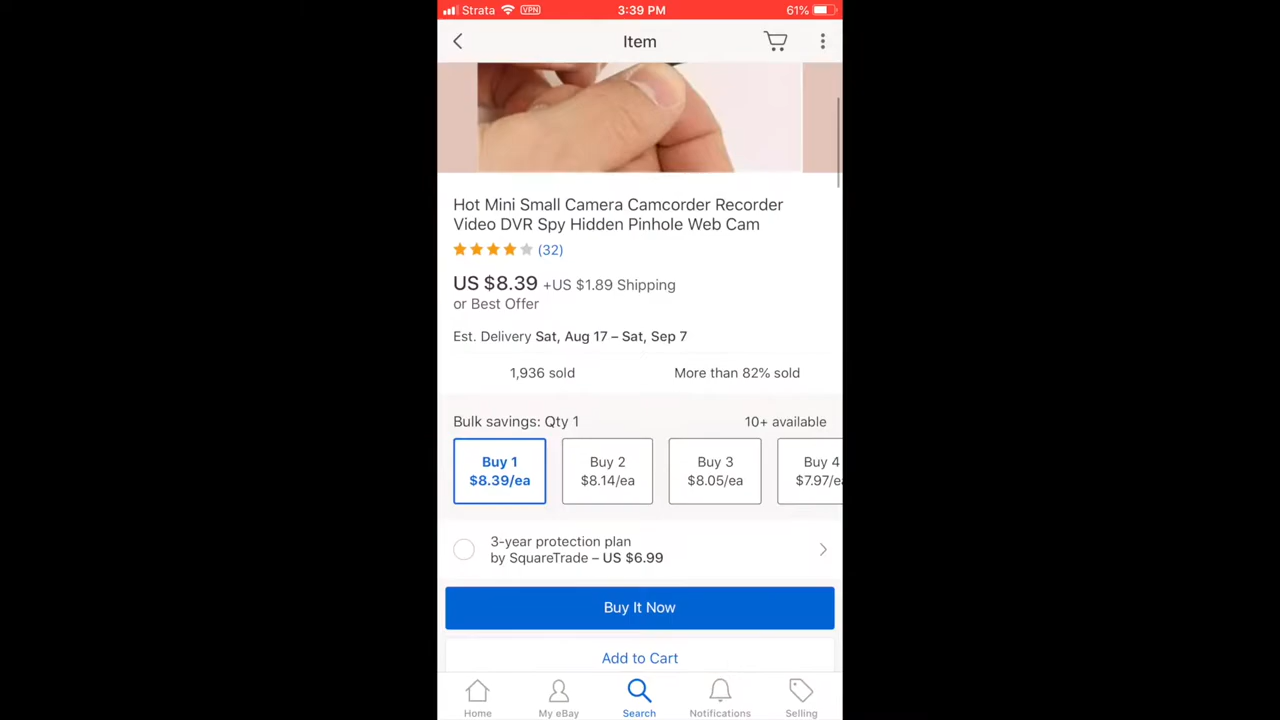 Strata VPN 3:39 PM 61%
Item
Hot Mini Small Camera Camcorder Recorder
Video DVR Spy Hidden Pinhole Web Cam
(32)
US $8.39 +US $1.89 Shipping
or Best Offer
Est. Delivery Sat, Aug 17 – Sat, Sep 7
1,936 sold More than 82% sold
Bulk savings: Qty 1 10+ available
Buy 1 Buy 2 Buy 3 Buy 4
$8.39/ea $8.14/ea $8.05/ea $7.97/ea
3-year protection plan
by SquareTrade – US $6.99
Buy It Now
Add to Cart
Home My eBay Search Notifications Selling